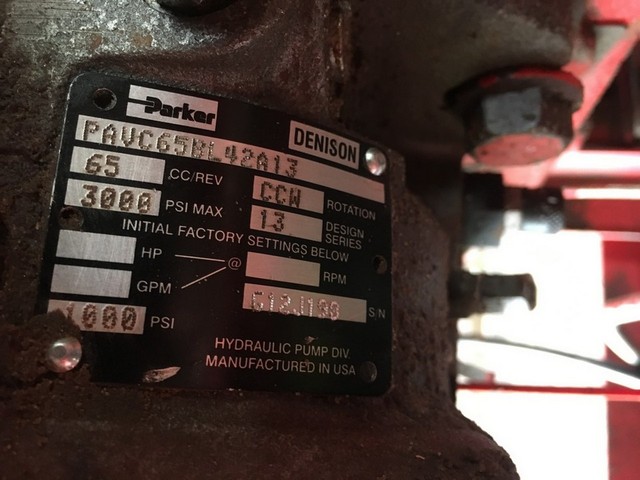 Parker
DENISON
PAVC65BL42A13
65 CC/REV CCW ROTATION
3000 PSI MAX 13 DESIGN SERIES
INITIAL FACTORY SETTINGS BELOW
HP @ RPM
GPM
1000 PSI S/N
HYDRAULIC PUMP DIV.
MANUFACTURED IN USA